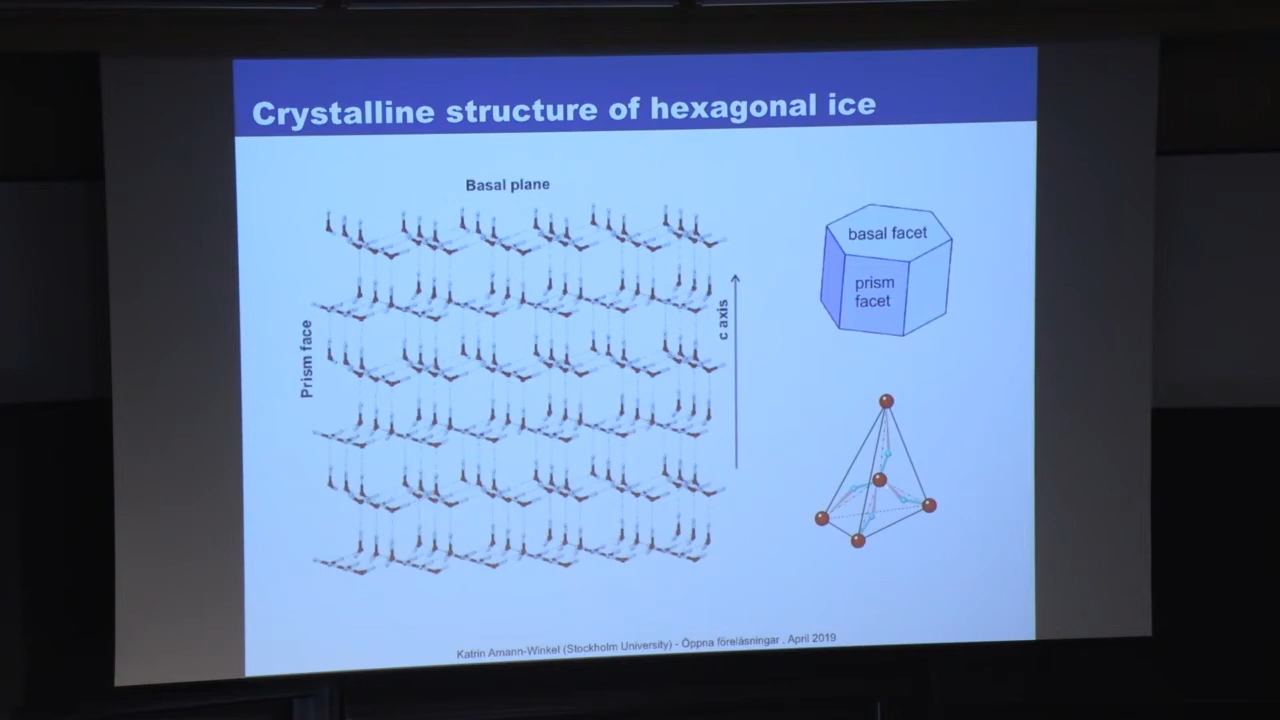 Crystalline structure of hexagonal ice
Basal plane
Prism face
c axis
basal facet
prism
facet
Katrin Amann-Winkel (Stockholm University) - Öppna föreläsningar . April 2019